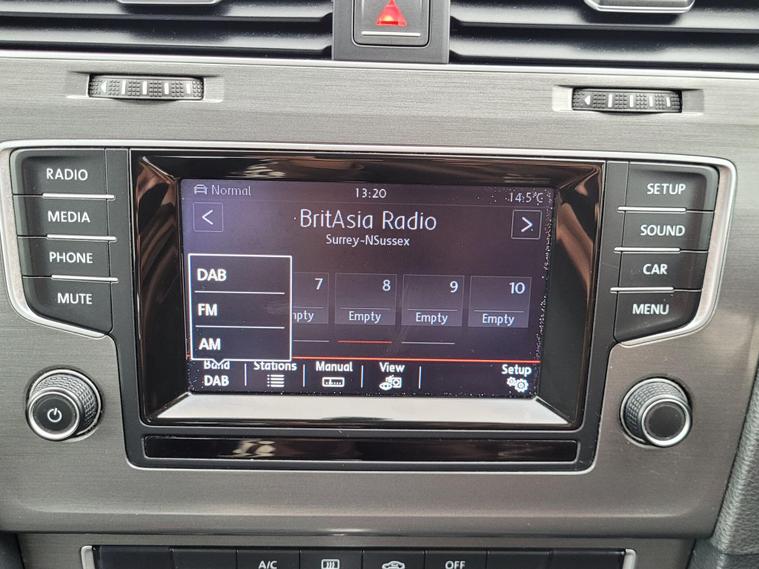 RADIO
MEDIA
PHONE
MUTE
Normal 13:20 14.5°C
< BritAsia Radio >
Surrey-NSussex
DAB
FM
AM
7 8 9 10
Empty Empty Empty
Band Stations Manual View Setup
DAB
SETUP
SOUND
CAR
MENU
A/C OFF